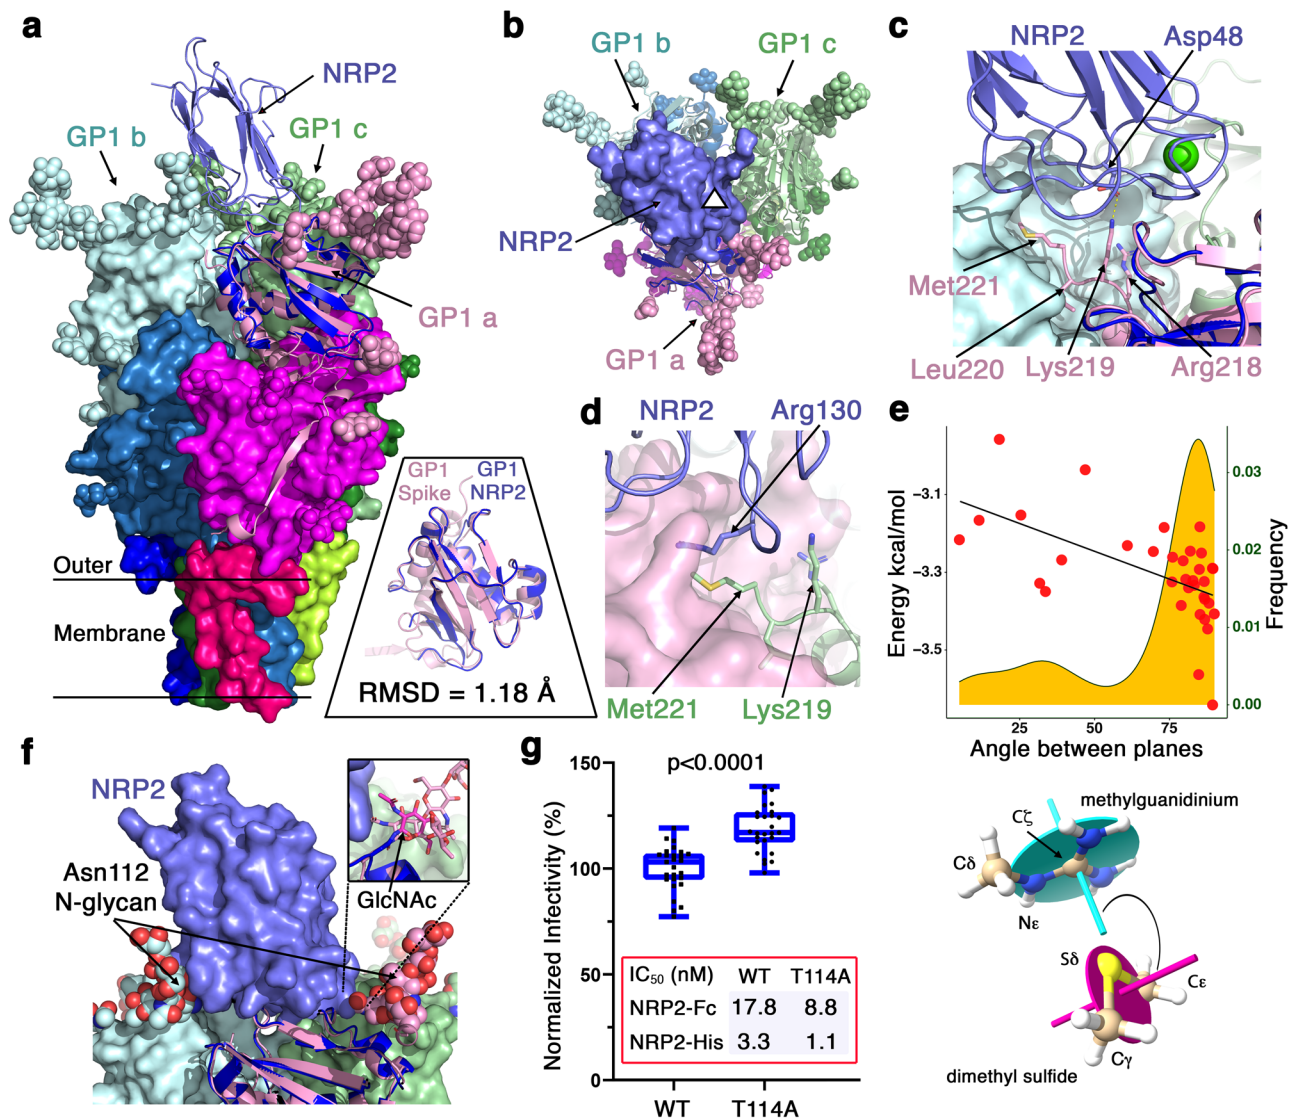 a
NRP2
GP1 b
GP1 c
GP1 a
Outer
Membrane
GP1
Spike
GP1
NRP2
RMSD = 1.18 Å
b
GP1 b
GP1 c
NRP2
GP1 a
c
NRP2
Asp48
Met221
Leu220
Lys219
Arg218
d
NRP2
Arg130
Met221
Lys219
e
Energy kcal/mol
−3.1
−3.3
−3.5
25
50
75
Angle between planes
0.03
0.02
0.01
0.00
Frequency
methylguanidinium
Cζ
Cδ
Nε
Sδ
Cε
Cγ
dimethyl sulfide
f
NRP2
Asn112
N-glycan
GlcNAc
g
p<0.0001
Normalized Infectivity (%)
150
100
50
0
IC50 (nM) WT T114A
NRP2-Fc 17.8 8.8
NRP2-His 3.3 1.1
WT
T114A